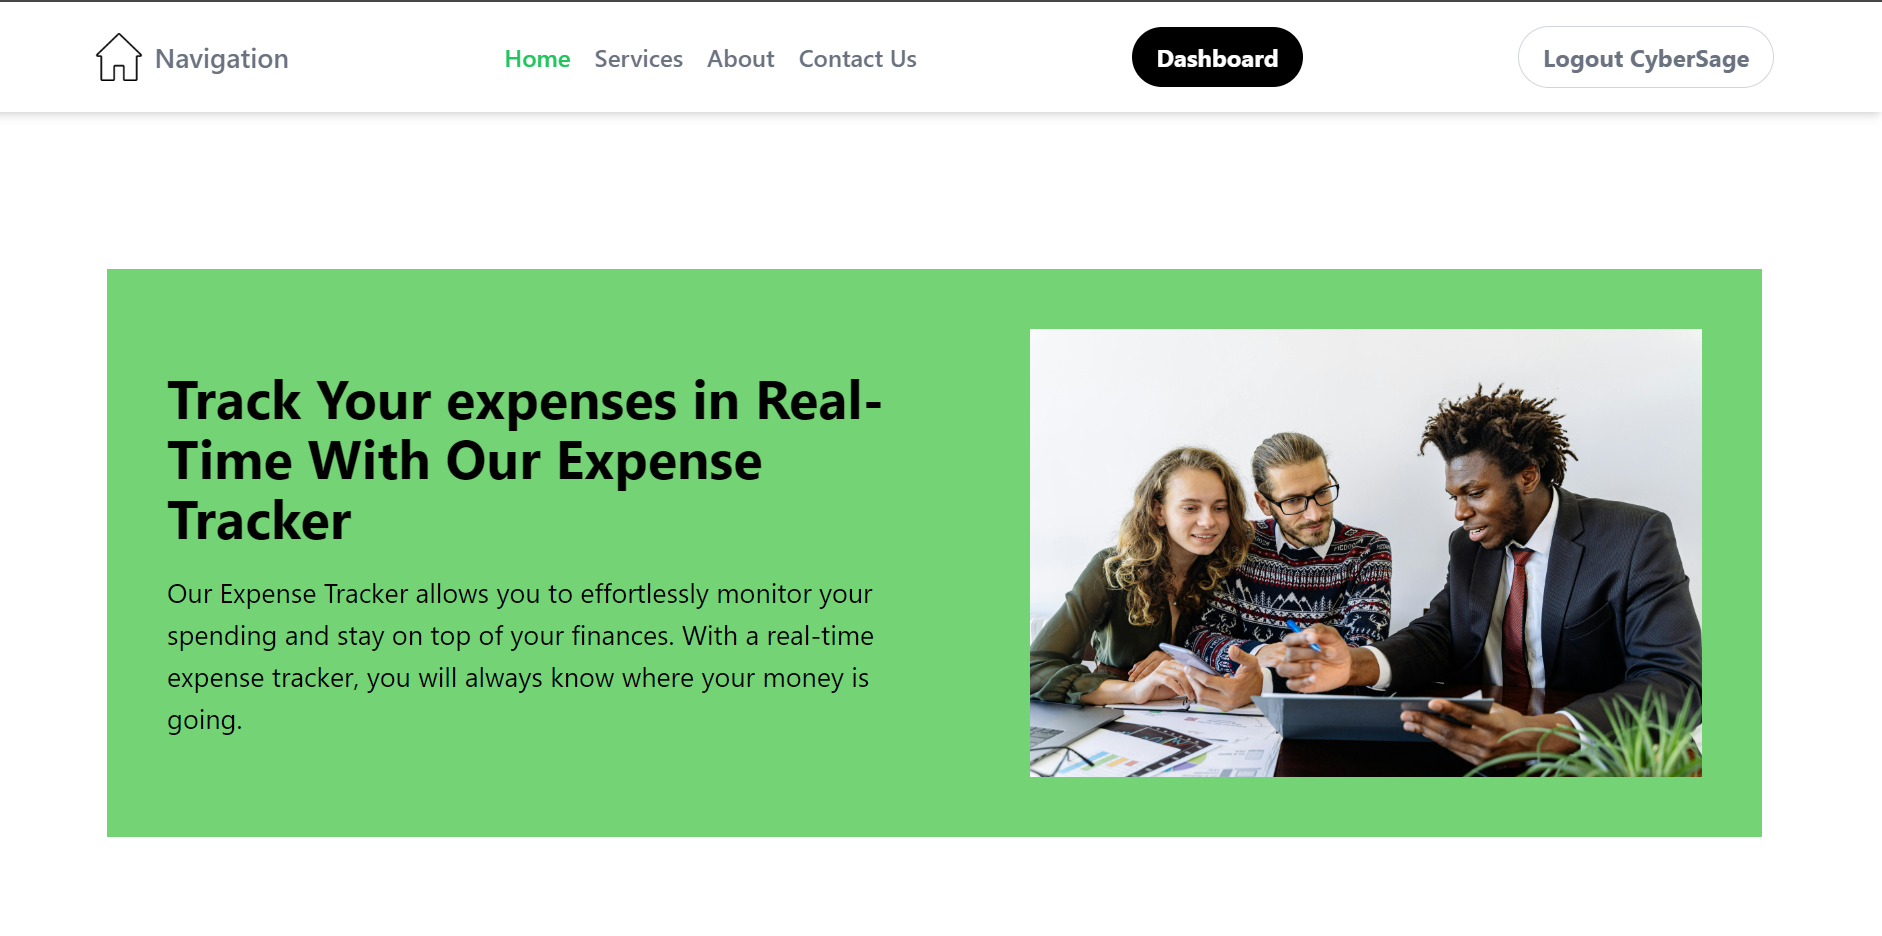 Navigation
Home Services About Contact Us
Dashboard
Logout CyberSage
Track Your expenses in Real-
Time With Our Expense
Tracker
Our Expense Tracker allows you to effortlessly monitor your
spending and stay on top of your finances. With a real-time
expense tracker, you will always know where your money is
going.